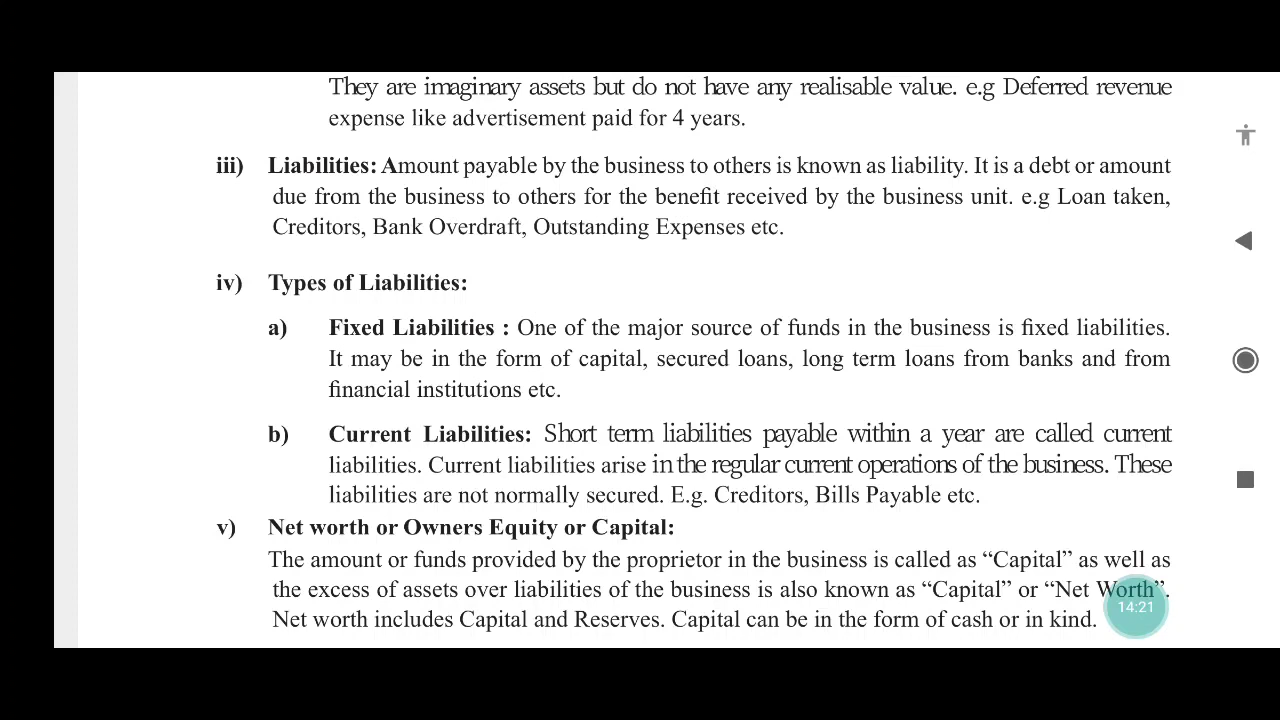 They are imaginary assets but do not have any realisable value. e.g Deferred revenue
expense like advertisement paid for 4 years.
iii) Liabilities: Amount payable by the business to others is known as liability. It is a debt or amount
due from the business to others for the benefit received by the business unit. e.g Loan taken,
Creditors, Bank Overdraft, Outstanding Expenses etc.
iv) Types of Liabilities:
a) Fixed Liabilities : One of the major source of funds in the business is fixed liabilities.
It may be in the form of capital, secured loans, long term loans from banks and from
financial institutions etc.
b) Current Liabilities: Short term liabilities payable within a year are called current
liabilities. Current liabilities arise in the regular current operations of the business. These
liabilities are not normally secured. E.g. Creditors, Bills Payable etc.
v) Net worth or Owners Equity or Capital:
The amount or funds provided by the proprietor in the business is called as “Capital” as well as
the excess of assets over liabilities of the business is also known as “Capital” or “Net Worth”.
Net worth includes Capital and Reserves. Capital can be in the form of cash or in kind.
14:21